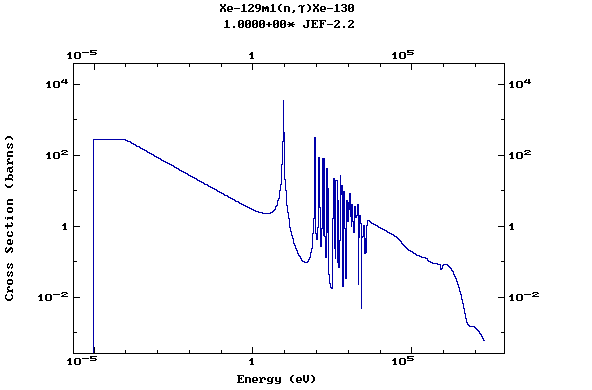 Xe-129m1(n,γ)Xe-130
1.0000+00* JEF-2.2
10⁻⁵ 1 10⁵
10⁴ 10⁴
10² 10²
1 1
10⁻² 10⁻²
10⁻⁵ 1 10⁵
Cross Section (barns)
Energy (eV)